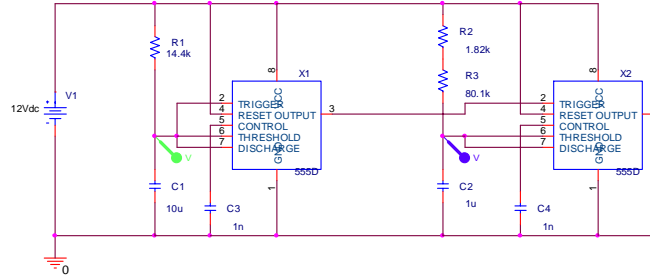 R1
14.4k
R2
1.82k
R3
80.1k
V1
12Vdc
X1
8
VCC
2 TRIGGER
4 RESET OUTPUT 3
5 CONTROL
6 THRESHOLD
7 DISCHARGE
GND
1
555D
V
C1
10u
C3
1n
X2
8
VCC
2 TRIGGER
4 RESET OUTPUT
5 CONTROL
6 THRESHOLD
7 DISCHARGE
GND
1
555D
V
C2
1u
C4
1n
0